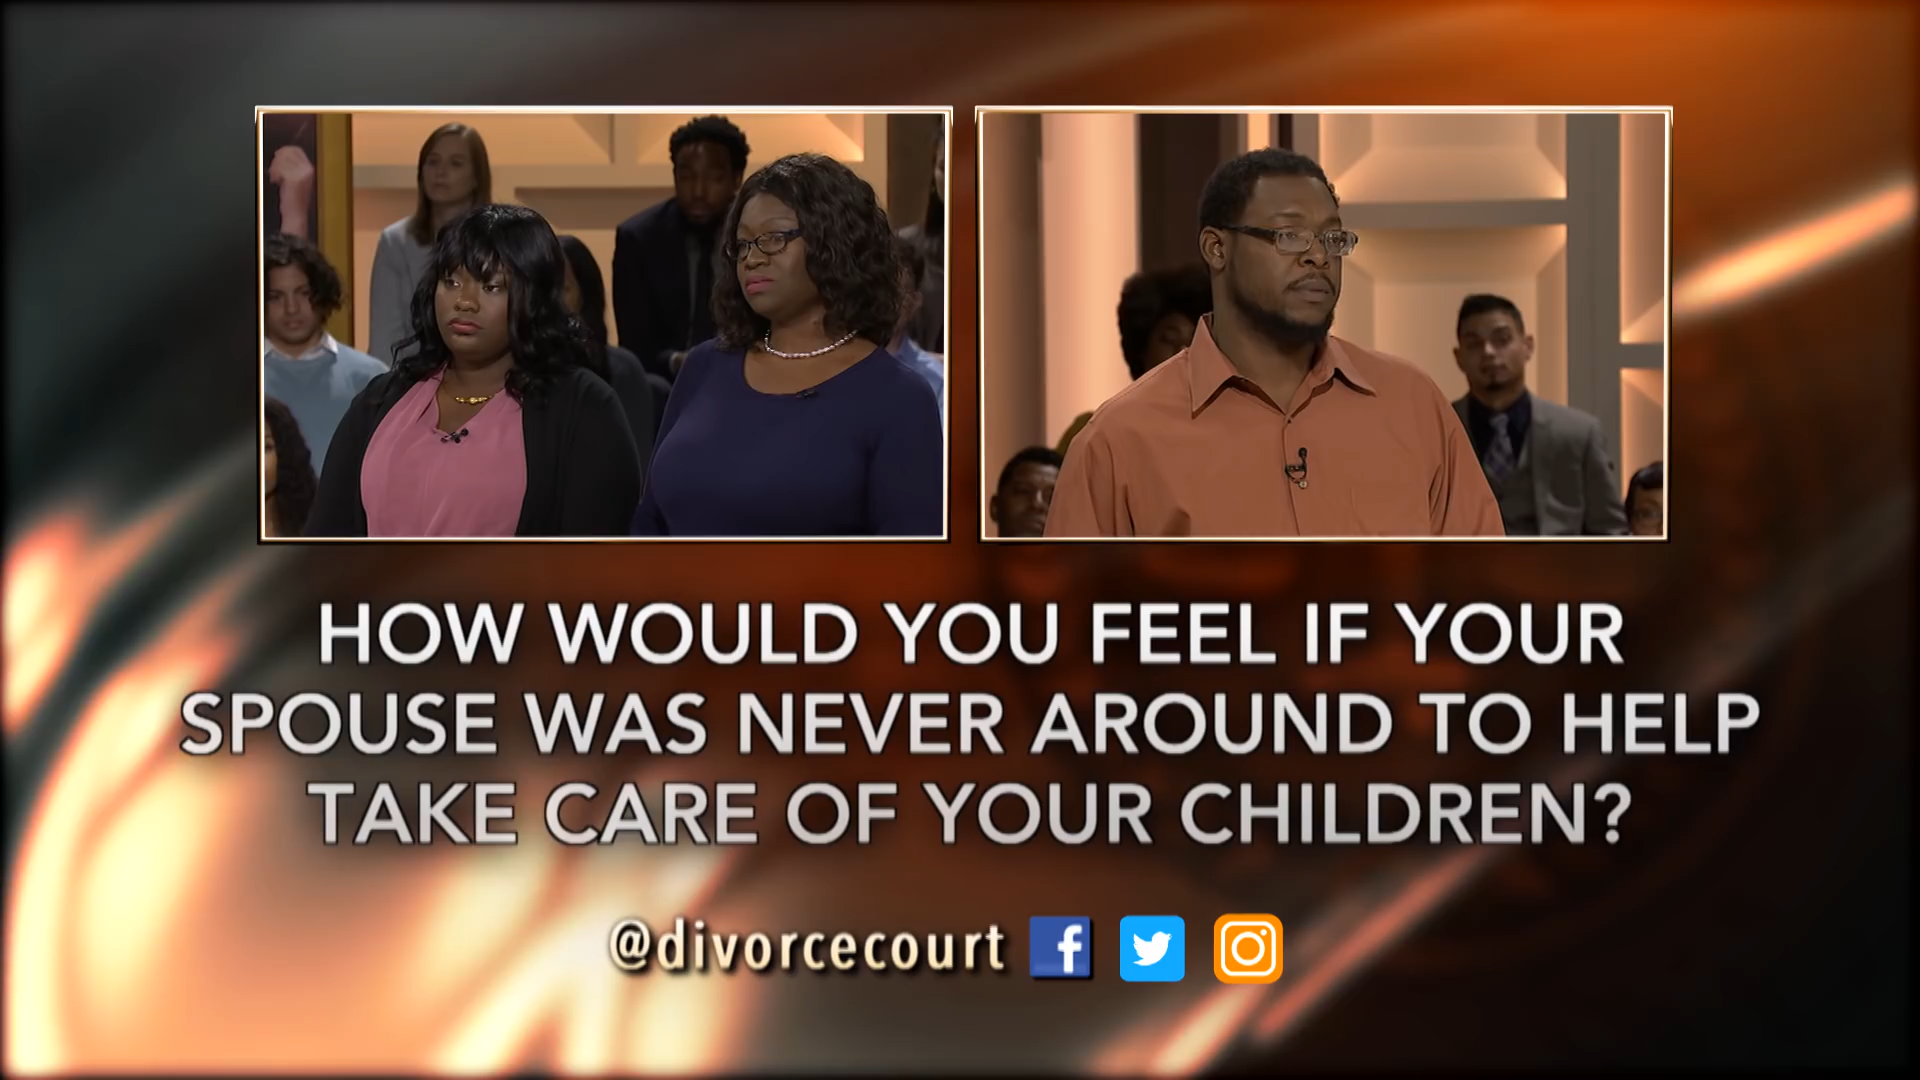 HOW WOULD YOU FEEL IF YOUR
SPOUSE WAS NEVER AROUND TO HELP
TAKE CARE OF YOUR CHILDREN?
@divorcecourt